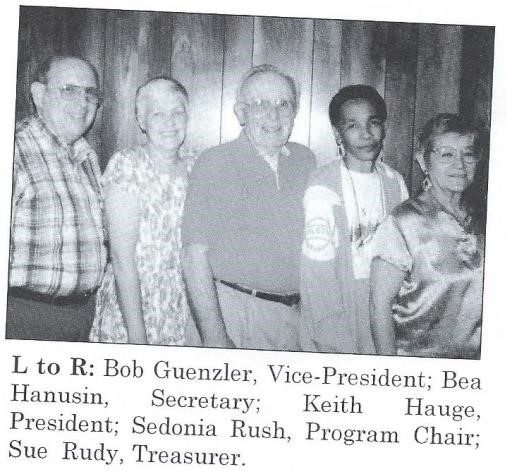 L to R: Bob Guenzler, Vice-President; Bea
Hanusin, Secretary; Keith Hauge,
President; Sedonia Rush, Program Chair;
Sue Rudy, Treasurer.